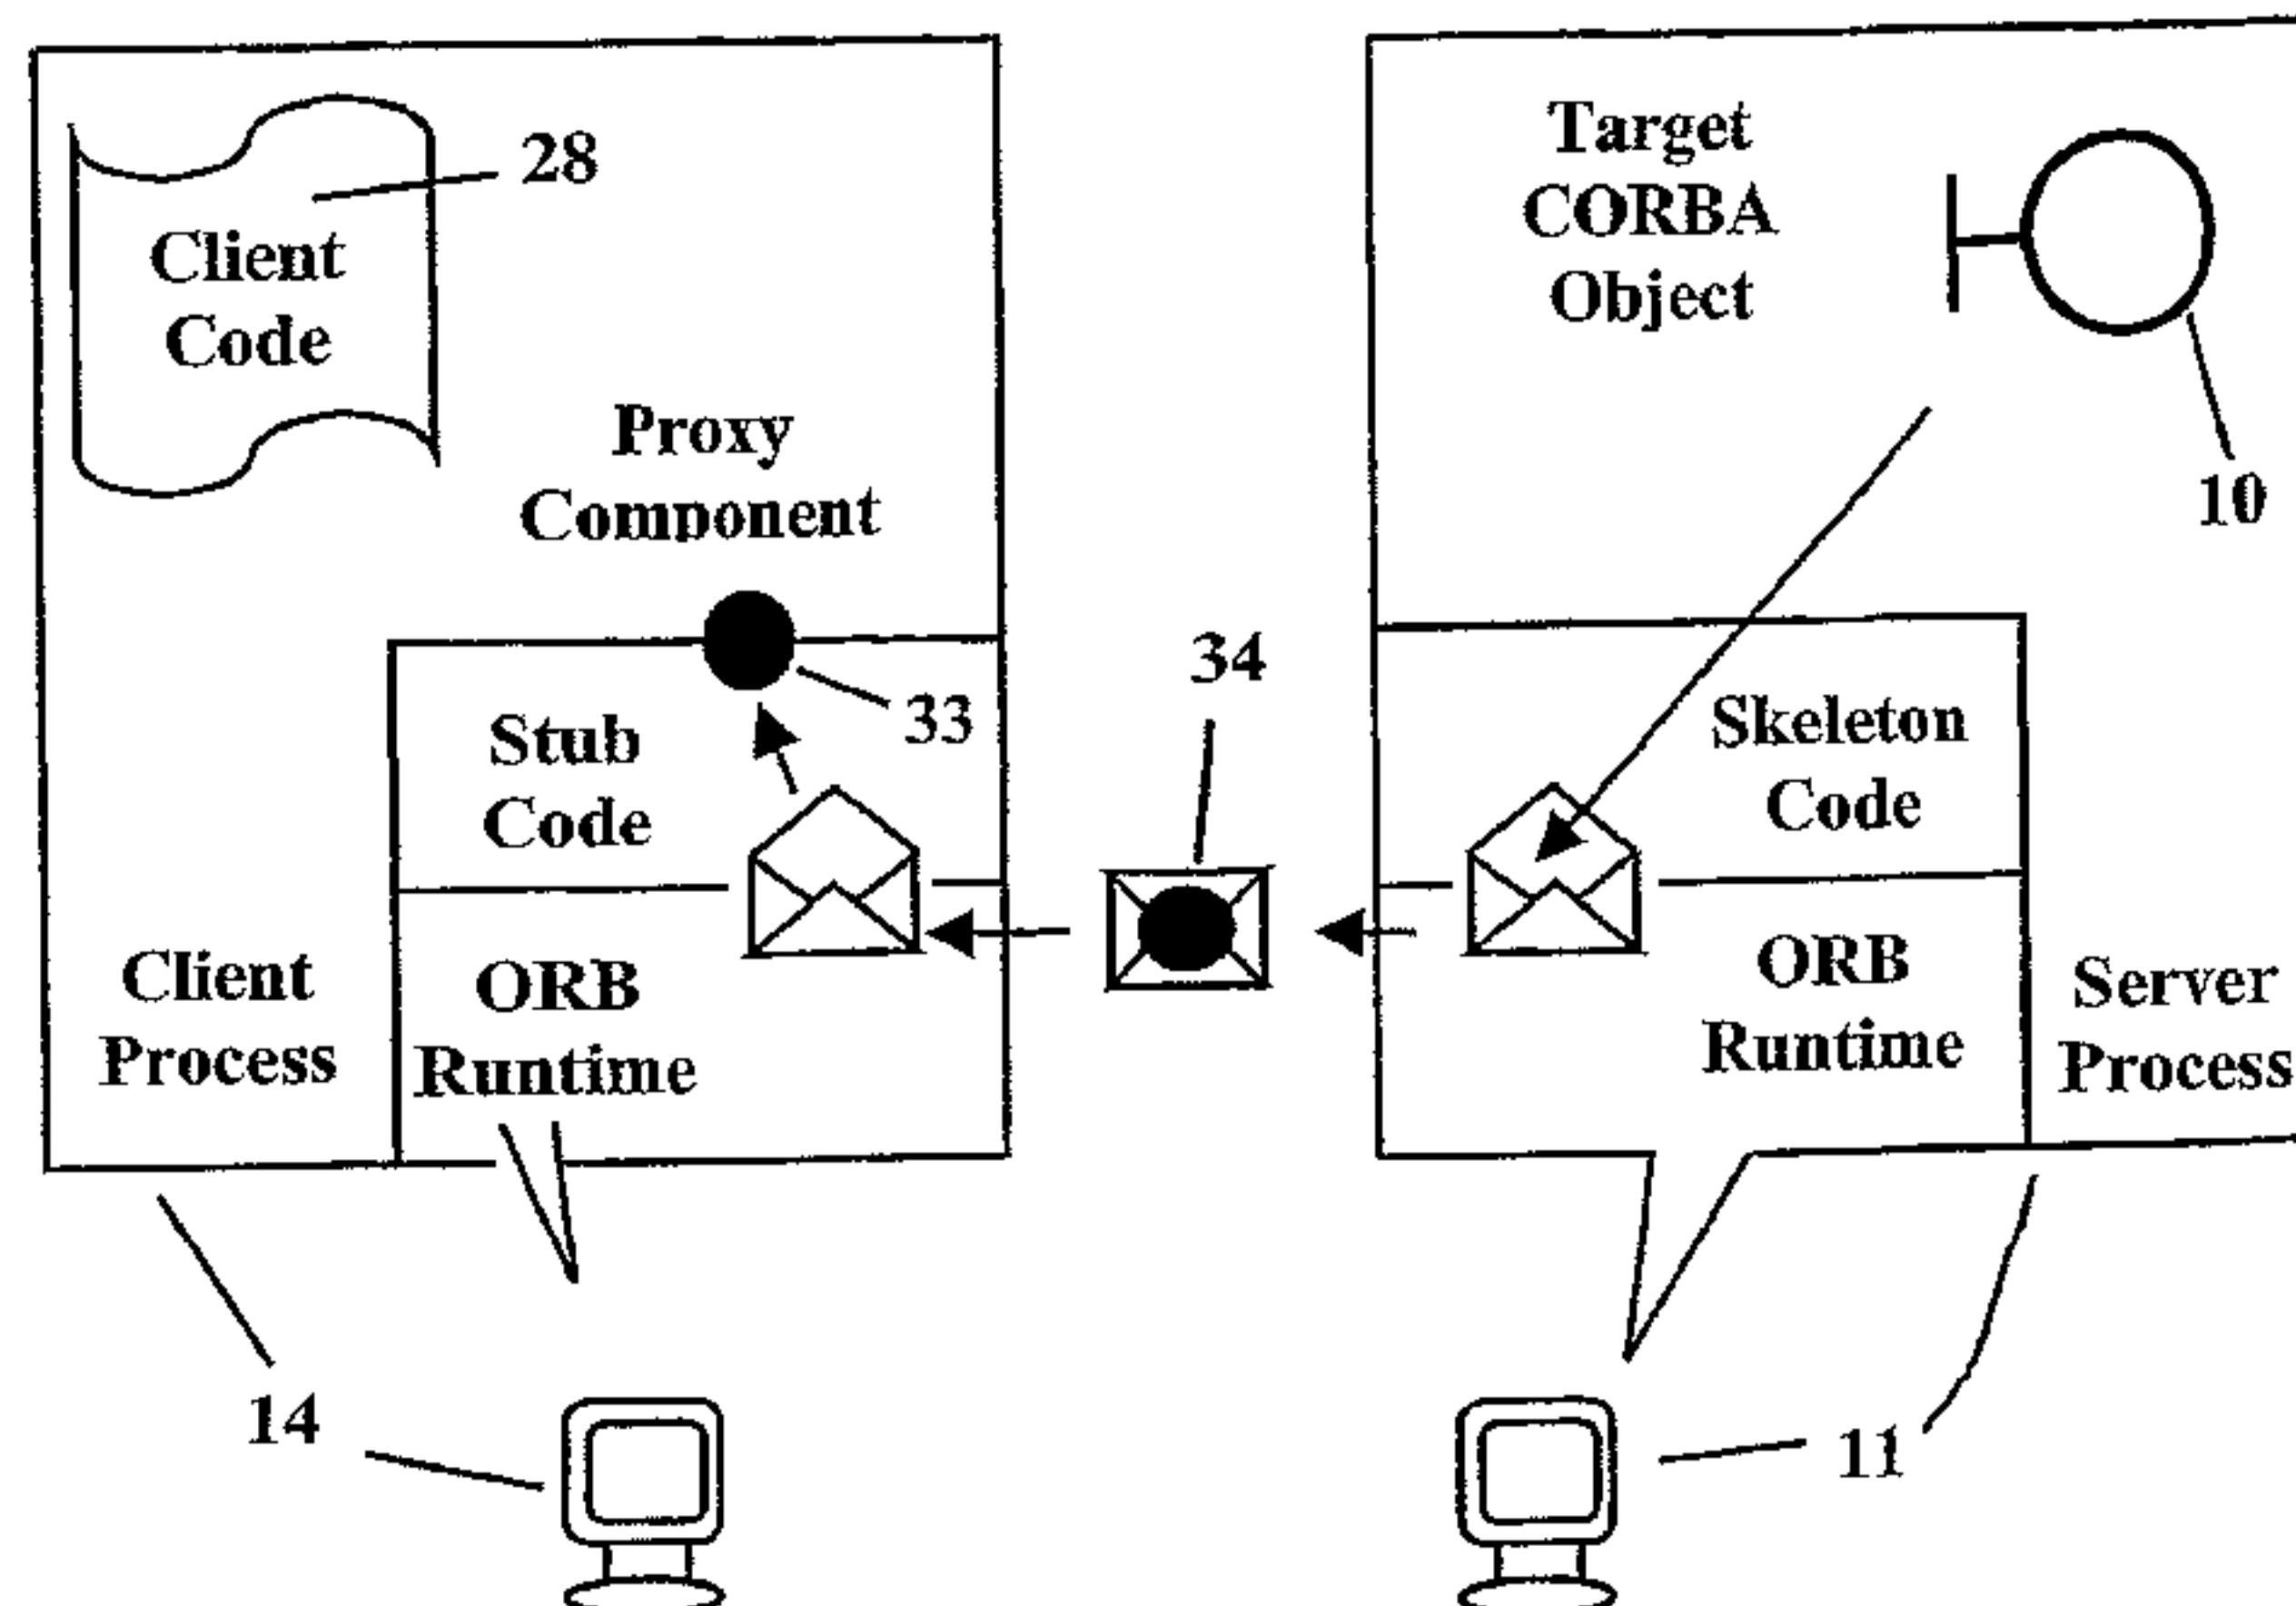 28
Client
Code
Proxy
Component
33
Stub
Code
Client
Process
ORB
Runtime
14
34
Target
CORBA
Object
10
Skeleton
Code
ORB
Runtime
Server
Process
11